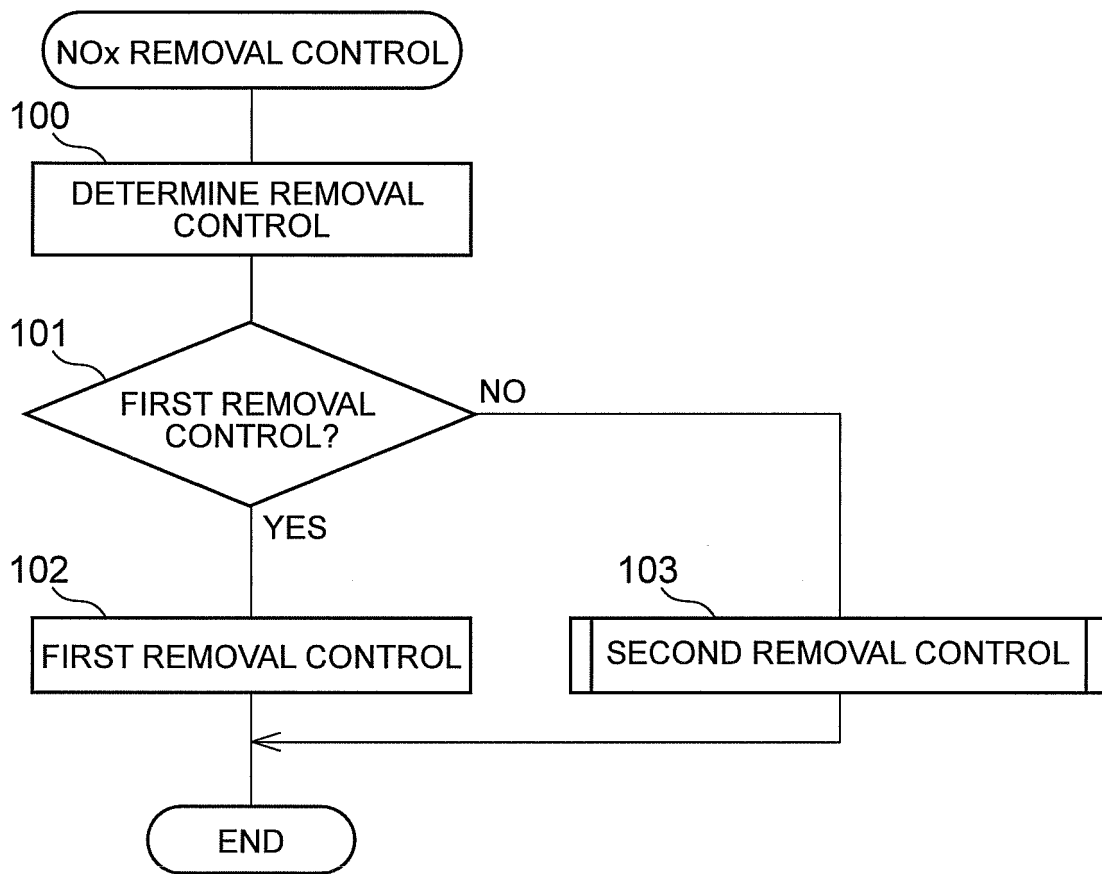 NOx REMOVAL CONTROL
100
DETERMINE REMOVAL
CONTROL
101
FIRST REMOVAL
CONTROL?
NO
YES
102
FIRST REMOVAL CONTROL
103
SECOND REMOVAL CONTROL
END